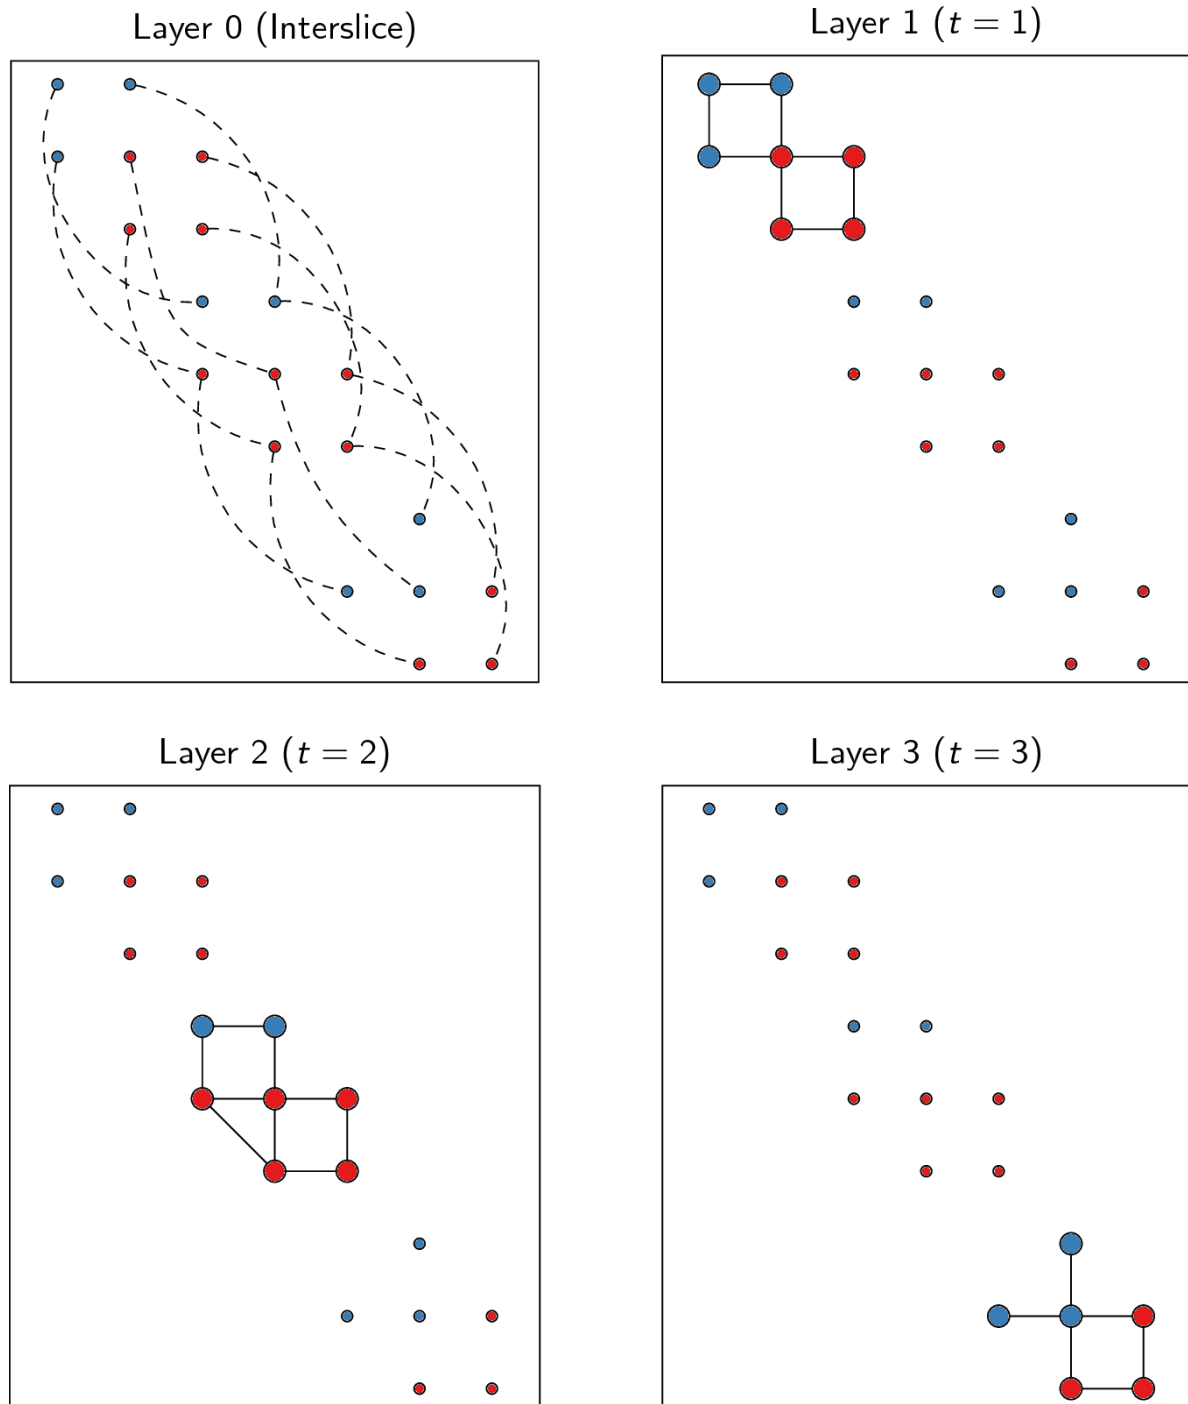 Layer 0 (Interslice)
Layer 1 (t = 1)
Layer 2 (t = 2)
Layer 3 (t = 3)